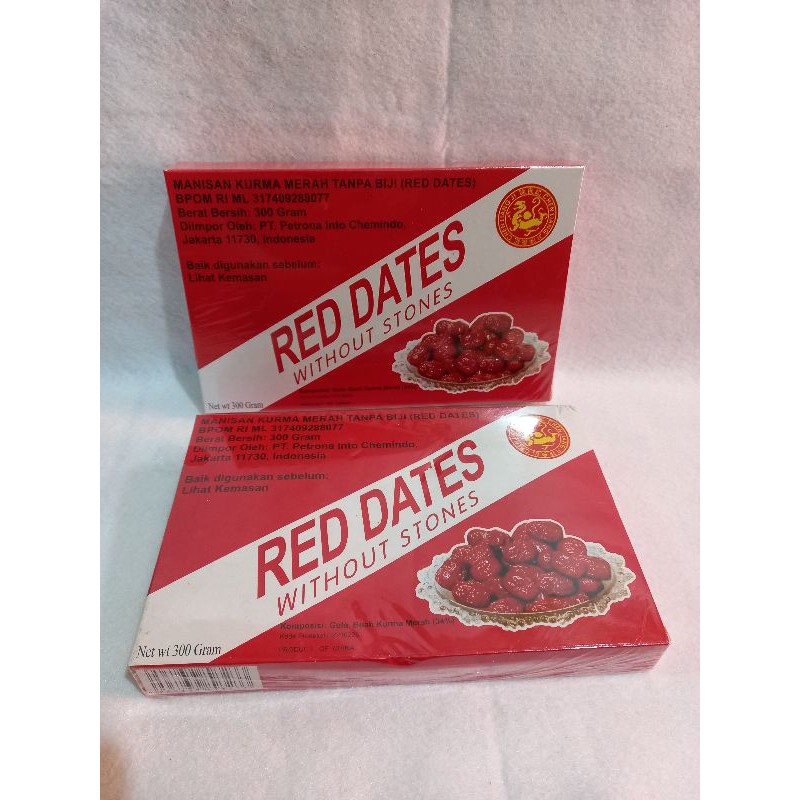 MANISAN KURMA MERAH TANPA BIJI (RED DATES)
BPOM RI ML 317409288077
Berat Bersih: 300 Gram
Diimpor Oleh: PT. Petrona Into Chemindo,
Jakarta 11730, Indonesia
Baik digunakan sebelum:
Lihat Kemasan
RED DATES
WITHOUT STONES
Net wt 300 Gram
MANISAN KURMA MERAH TANPA BIJI (RED DATES)
BPOM RI ML 317409288077
Berat Bersih: 300 Gram
Diimpor Oleh: PT. Petrona Into Chemindo,
Jakarta 11730, Indonesia
Baik digunakan sebelum:
Lihat Kemasan
RED DATES
WITHOUT STONES
Komposisi: Gula, Buah Kurma Merah
PRODUCT OF CHINA
Net wt 300 Gram